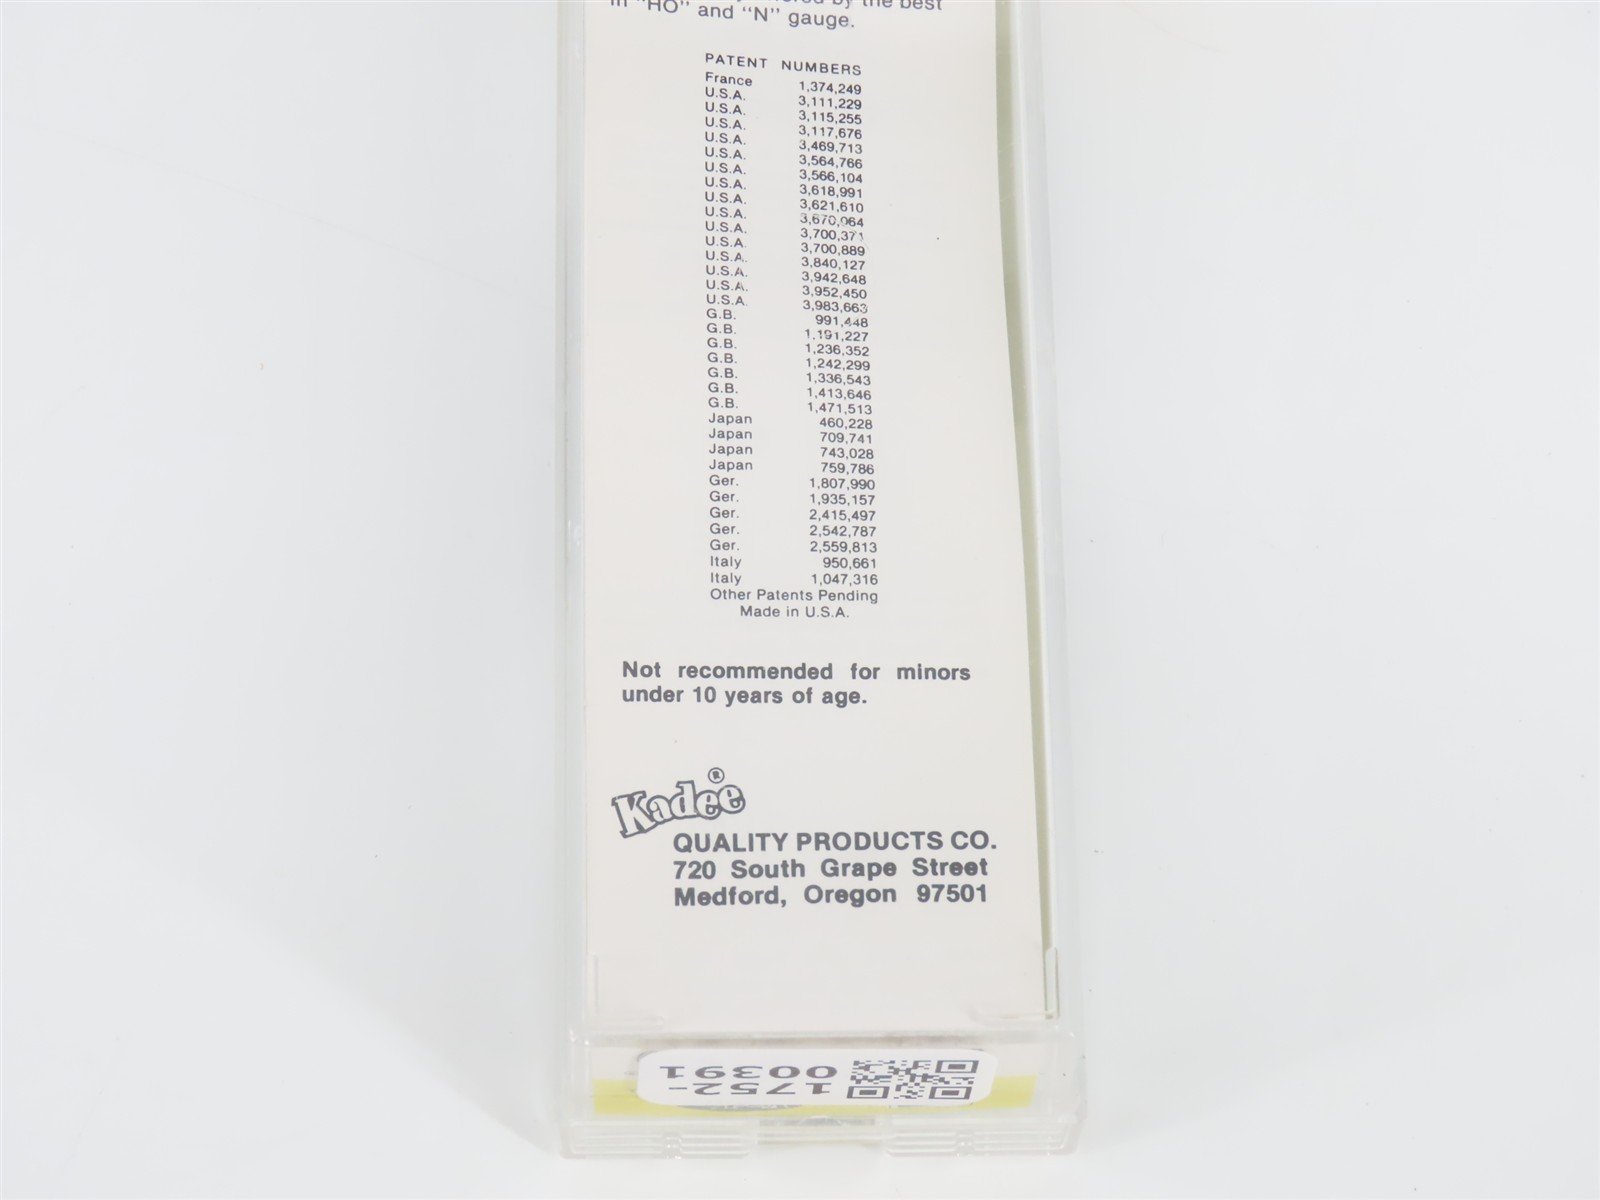 by the best
in "HO" and "N" gauge.
PATENT NUMBERS
France 1,374,249
U.S.A. 3,111,229
U.S.A. 3,115,255
U.S.A. 3,117,676
U.S.A. 3,469,713
U.S.A. 3,564,766
U.S.A. 3,566,104
U.S.A. 3,618,991
U.S.A. 3,621,610
U.S.A. 3,670,964
U.S.A. 3,700,371
U.S.A. 3,700,889
U.S.A. 3,840,127
U.S.A. 3,942,648
U.S.A. 3,952,450
U.S.A. 3,983,663
G.B. 991,448
G.B. 1,191,227
G.B. 1,236,352
G.B. 1,242,299
G.B. 1,336,543
G.B. 1,413,646
G.B. 1,471,513
Japan 460,228
Japan 709,741
Japan 743,028
Japan 759,786
Ger. 1,807,990
Ger. 1,935,157
Ger. 2,415,497
Ger. 2,542,787
Ger. 2,559,813
Italy 950,661
Italy 1,047,316
Other Patents Pending
Made in U.S.A.
Not recommended for minors
under 10 years of age.
Kadee®
QUALITY PRODUCTS CO.
720 South Grape Street
Medford, Oregon 97501
1752-
00391